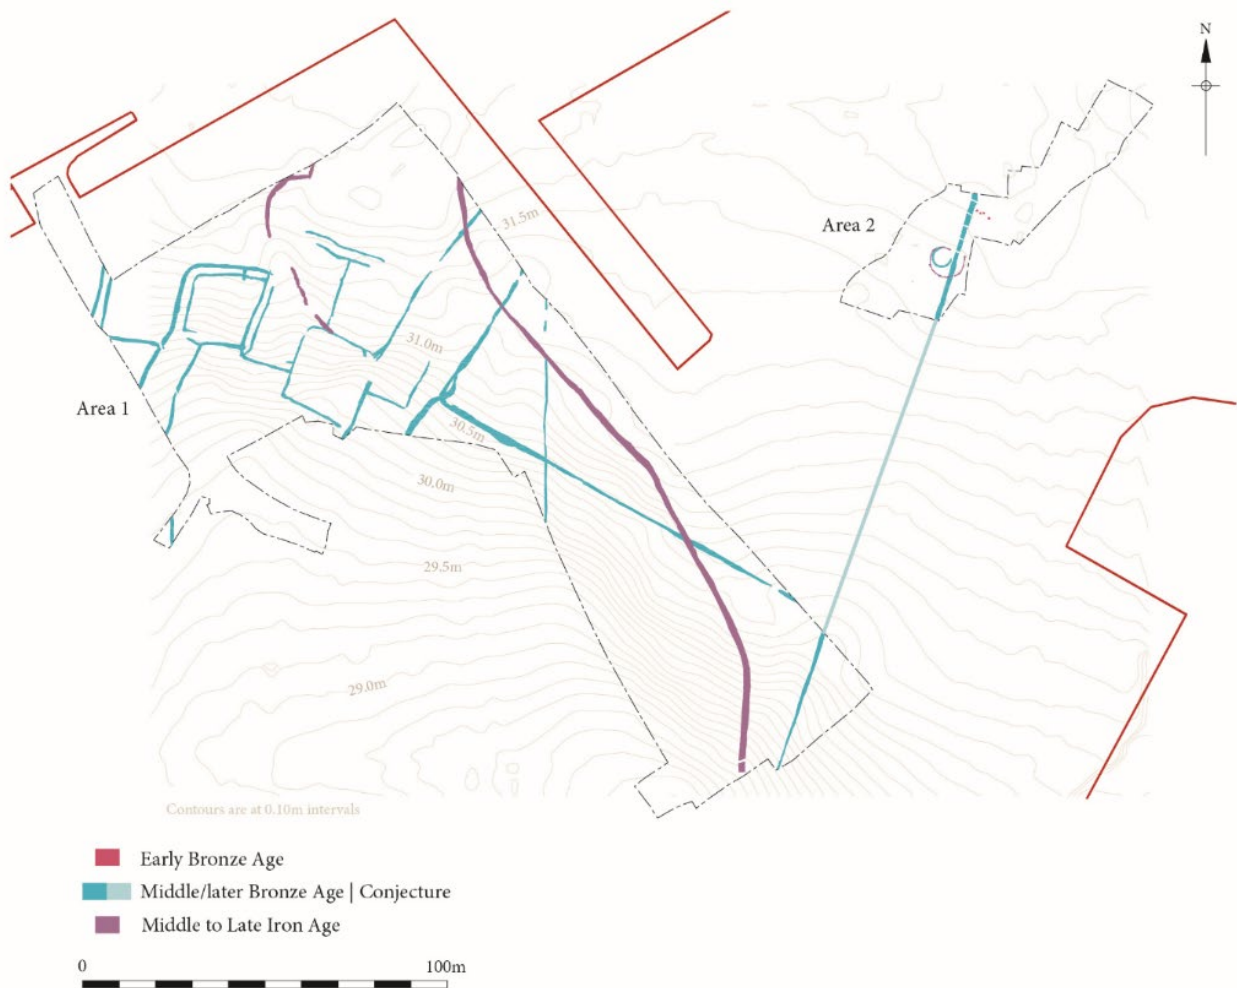 N
Area 2
31.5m
31.0m
Area 1
30.5m
30.0m
29.5m
29.0m
Contours are at 0.10m intervals
Early Bronze Age
Middle/later Bronze Age | Conjecture
Middle to Late Iron Age
0 100m